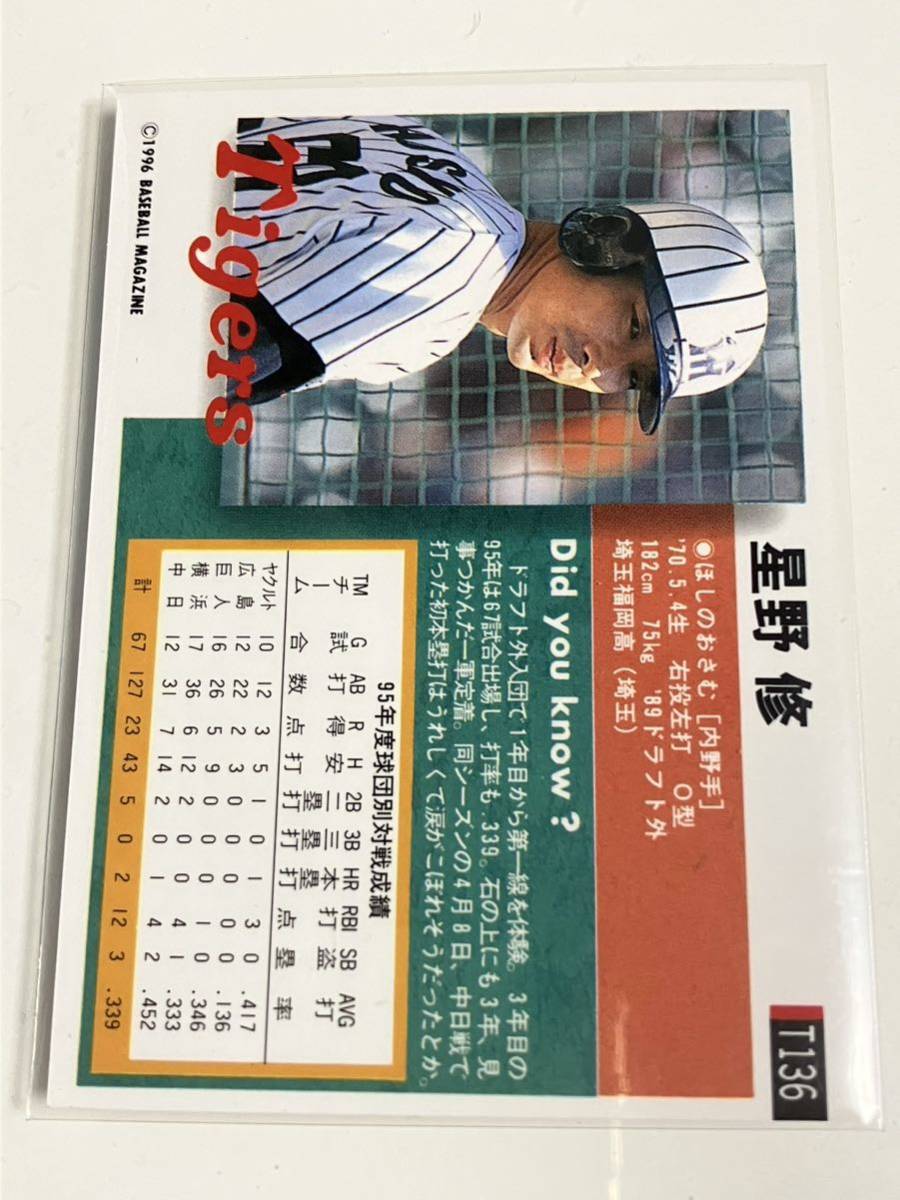 T136
星野 修
●ほしのおさむ [内野手]
'70.5.4生 右投左打 O型
182cm 75kg '89ドラフト外
埼玉福岡高（埼玉）
Tigers
Did you know?
ドラフト外入団で1年目から第一線を体験。3年目の
95年は67試合出場し、打率も.339。石の上にも3年、見
事つかんだ一軍定着。同シーズンの4月8日、中日戦で
打った初本塁打はうれしくて涙がこぼれそうだったとか。
95年度球団別対戦成績
TM G AB R H 2B 3B HR RBI SB AVG
チーム 試合 打数 得点 安打 二塁打 三塁打 本塁打 打点 盗塁 打率
ヤクルト 10 12 3 5 1 0 1 3 0 .417
広島 12 22 2 3 0 0 0 0 0 .136
巨人 16 26 5 9 0 0 0 1 0 .346
横浜 17 36 6 12 2 0 0 4 1 .333
中日 12 31 7 14 2 0 1 4 2 .452
計 67 127 23 43 5 0 2 12 3 .339
©1996 BASEBALL MAGAZINE